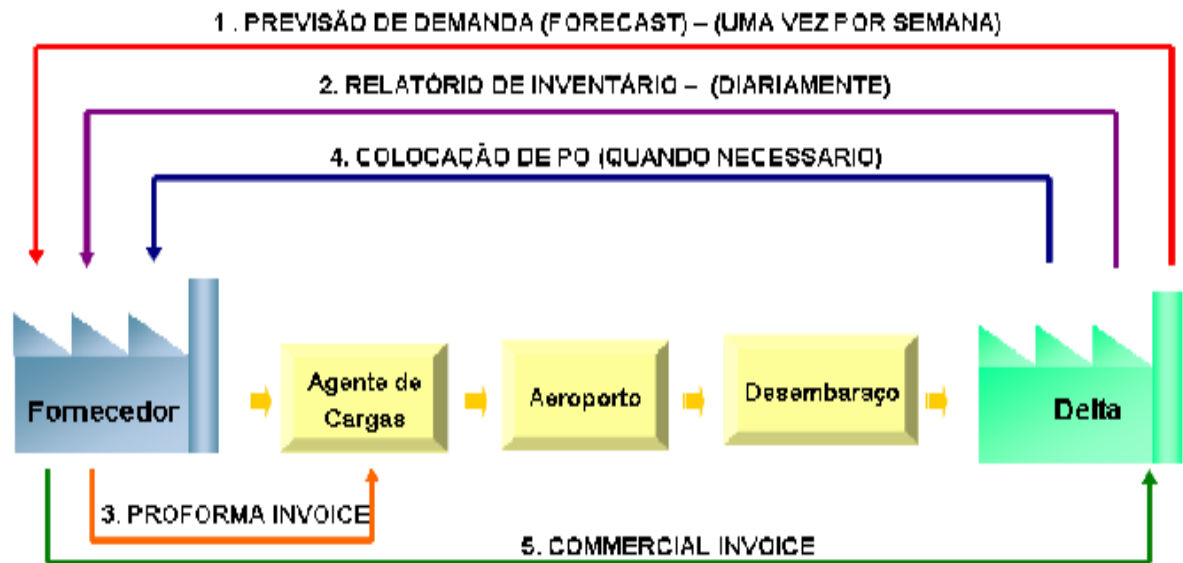 1 . PREVISÃO DE DEMANDA (FORECAST) – (UMA VEZ POR SEMANA)
2. RELATÓRIO DE INVENTÁRIO – (DIARIAMENTE)
4. COLOCAÇÃO DE PO (QUANDO NECESSARIO)
Fornecedor
Agente de
Cargas
Aeroporto
Desembaraço
Delta
3. PROFORMA INVOICE
5. COMMERCIAL INVOICE